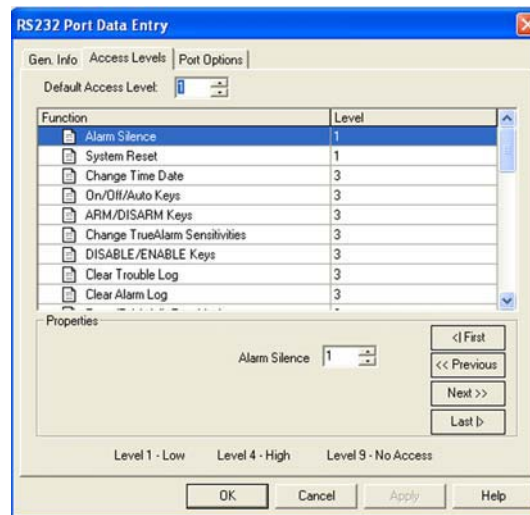 RS232 Port Data Entry
Gen. Info Access Levels Port Options
Default Access Level: 1
Function Level
Alarm Silence 1
System Reset 1
Change Time Date 3
On/Off/Auto Keys 3
ARM/DISARM Keys 3
Change TrueAlarm Sensitivities 3
DISABLE/ENABLE Keys 3
Clear Trouble Log 3
Clear Alarm Log 3
Properties
<| First
Alarm Silence 1
<< Previous
Next >>
Last |>
Level 1 - Low Level 4 - High Level 9 - No Access
OK Cancel Apply Help